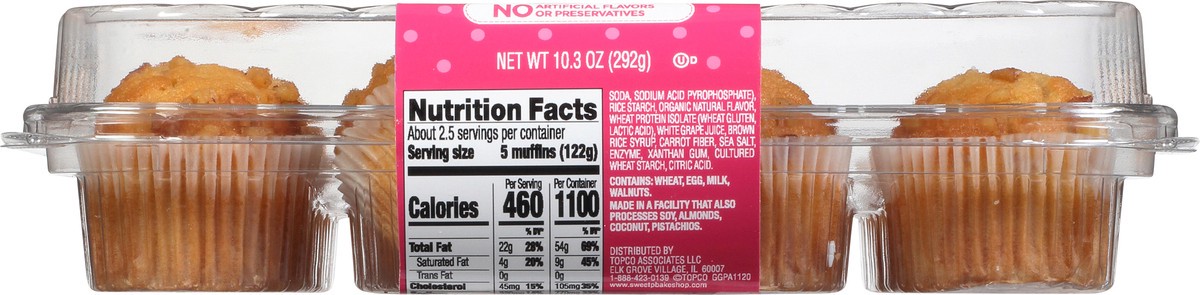 NO ARTIFICIAL FLAVORS
OR PRESERVATIVES
NET WT 10.3 OZ (292g) U D
Nutrition Facts
About 2.5 servings per container
Serving size 5 muffins (122g)
Per Serving Per Container
Calories 460 1100
% DV* % DV*
Total Fat 22g 28% 54g 69%
Saturated Fat 4g 20% 9g 45%
Trans Fat 0g 0g
Cholesterol 45mg 15% 105mg 35%
SODA, SODIUM ACID PYROPHOSPHATE),
RICE STARCH, ORGANIC NATURAL FLAVOR,
WHEAT PROTEIN ISOLATE (WHEAT GLUTEN,
LACTIC ACID), WHITE GRAPE JUICE, BROWN
RICE SYRUP, CARROT FIBER, SEA SALT,
ENZYME, XANTHAN GUM, CULTURED
WHEAT STARCH, CITRIC ACID.
CONTAINS: WHEAT, EGG, MILK,
WALNUTS.
MADE IN A FACILITY THAT ALSO
PROCESSES SOY, ALMONDS,
COCONUT, PISTACHIOS.
DISTRIBUTED BY
TOPCO ASSOCIATES LLC
ELK GROVE VILLAGE, IL 60007
1-888-423-0139 ©TOPCO GGPA1120
www.sweetpbakeshop.com